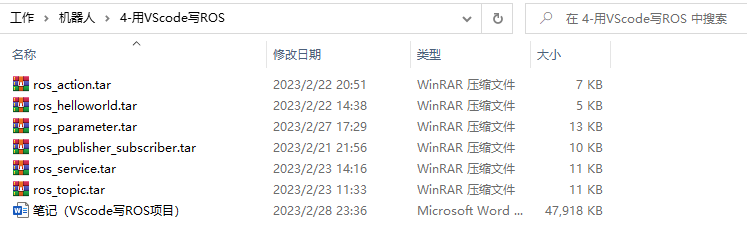 工作 › 机器人 › 4-用VScode写ROS 在 4-用VScode写ROS 中搜索
名称 修改日期 类型 大小
ros_action.tar 2023/2/22 20:51 WinRAR 压缩文件 7 KB
ros_helloworld.tar 2023/2/22 14:38 WinRAR 压缩文件 5 KB
ros_parameter.tar 2023/2/27 17:29 WinRAR 压缩文件 13 KB
ros_publisher_subscriber.tar 2023/2/21 21:56 WinRAR 压缩文件 10 KB
ros_service.tar 2023/2/23 14:16 WinRAR 压缩文件 11 KB
ros_topic.tar 2023/2/23 11:33 WinRAR 压缩文件 11 KB
笔记（VScode写ROS项目） 2023/2/28 23:36 Microsoft Word ... 47,918 KB